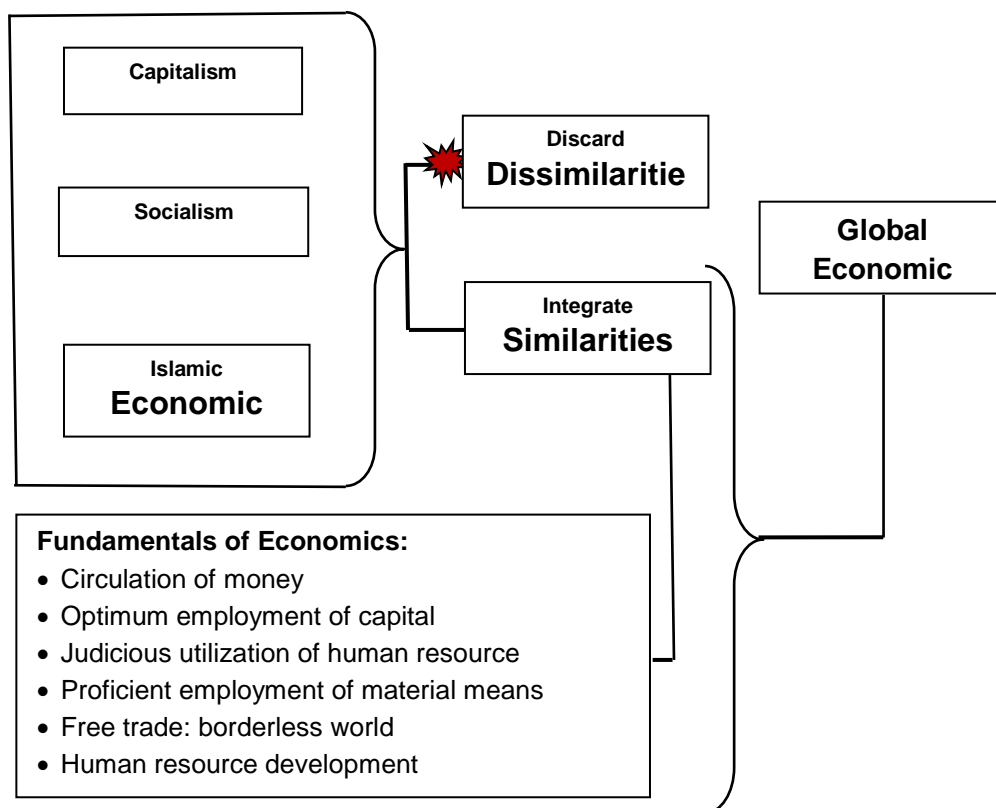 Capitalism
Socialism
Islamic
Economic
Discard
Dissimilaritie
Integrate
Similarities
Global
Economic
Fundamentals of Economics:
• Circulation of money
• Optimum employment of capital
• Judicious utilization of human resource
• Proficient employment of material means
• Free trade: borderless world
• Human resource development